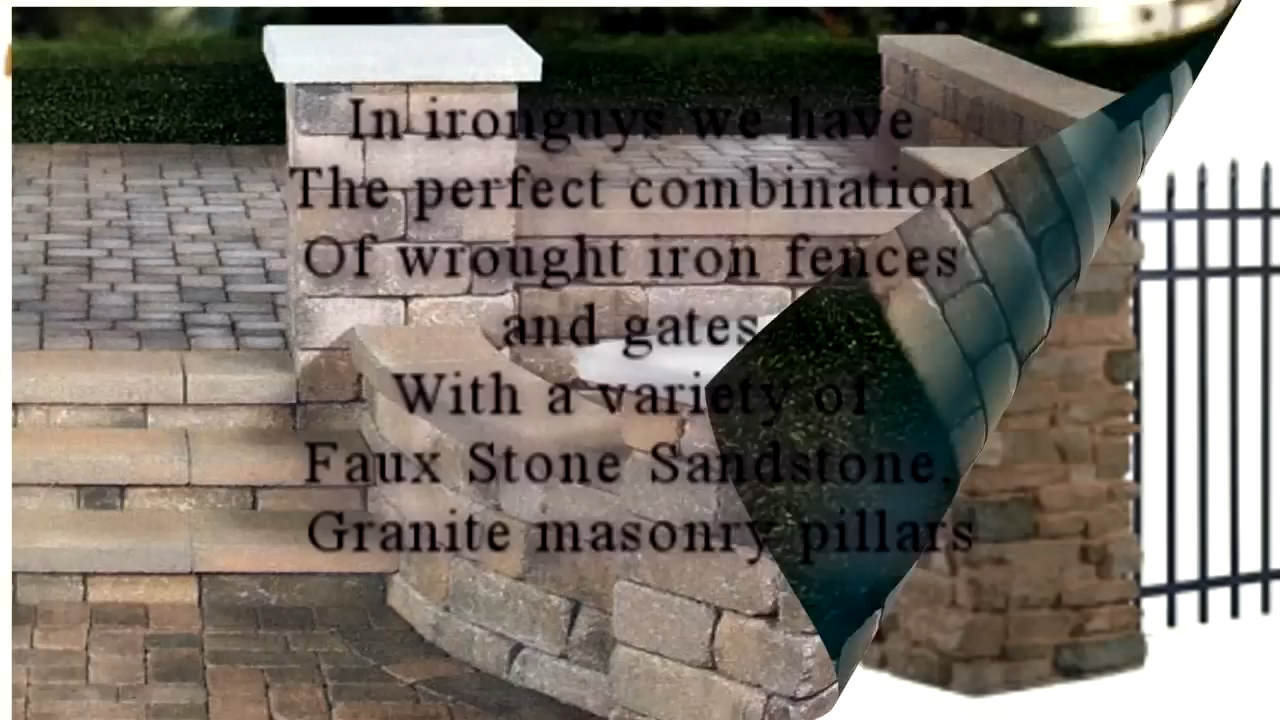 In ironguys we have
The perfect combination
Of wrought iron fences
and gates
With a variety of
Faux Stone Sandstone,
Granite masonry pillars